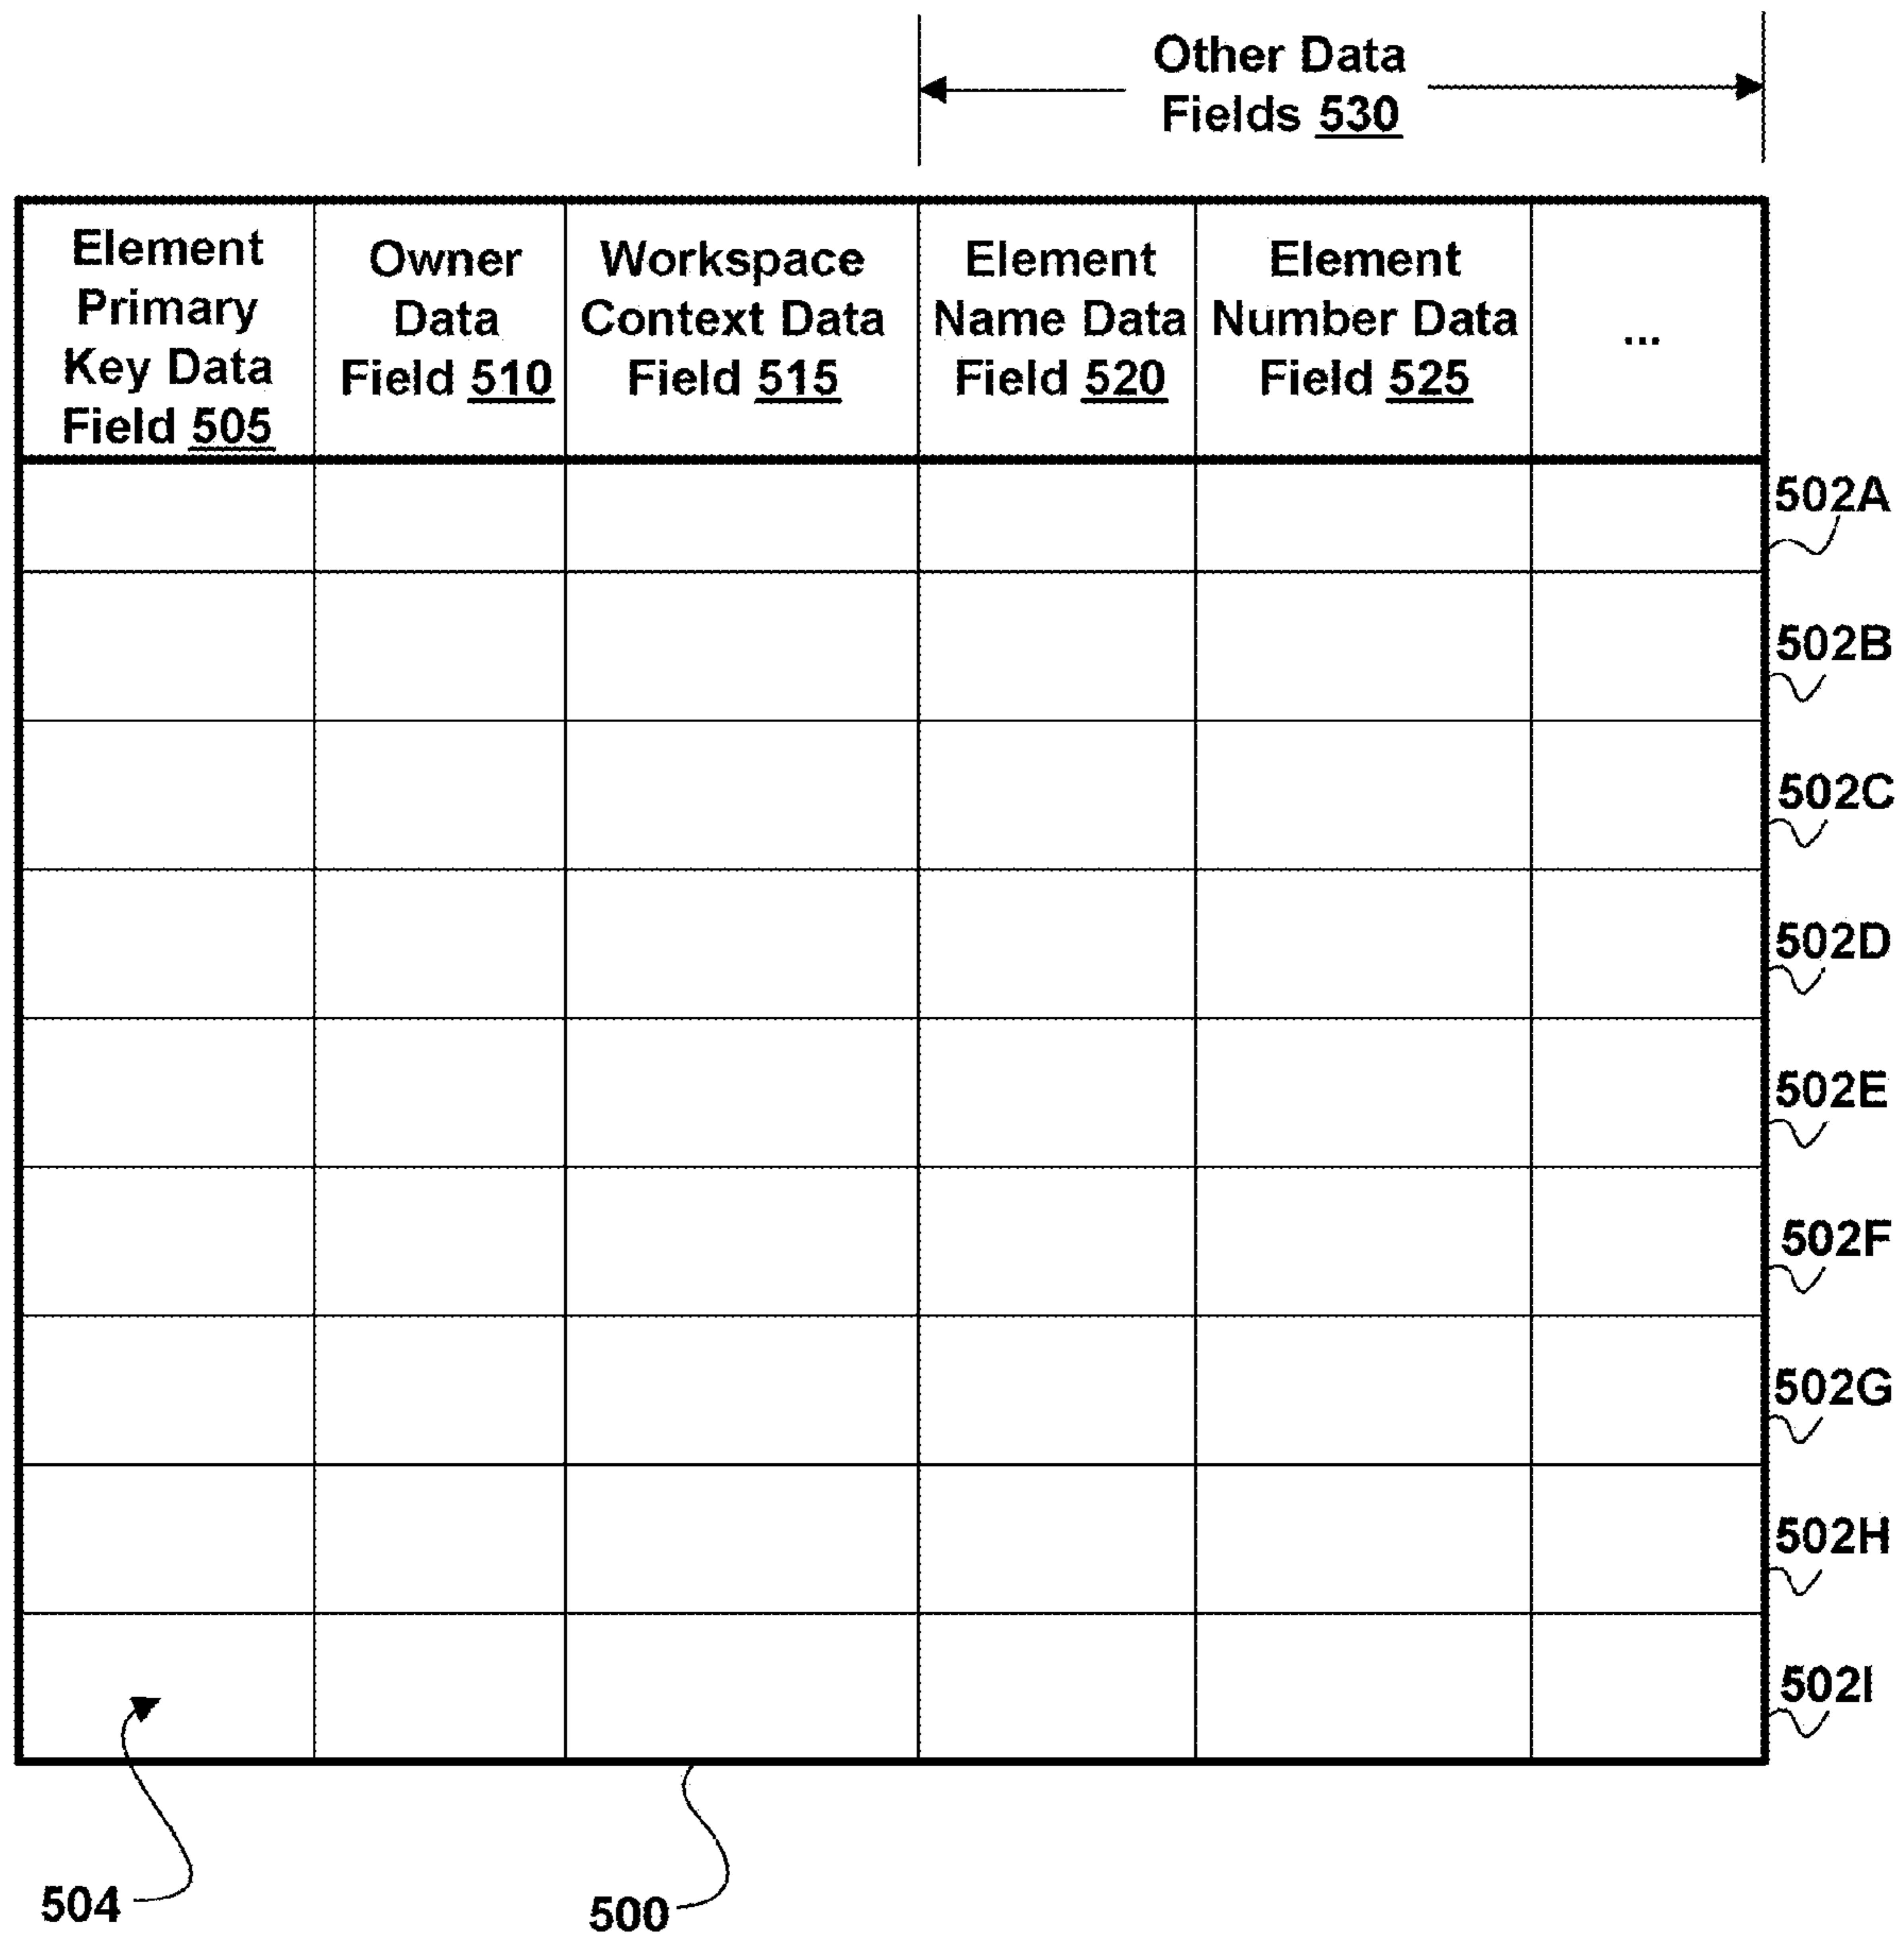 Other Data
Fields 530
Element
Primary
Key Data
Field 505
Owner
Data
Field 510
Workspace
Context Data
Field 515
Element
Name Data
Field 520
Element
Number Data
Field 525
...
502A
502B
502C
502D
502E
502F
502G
502H
502I
504
500